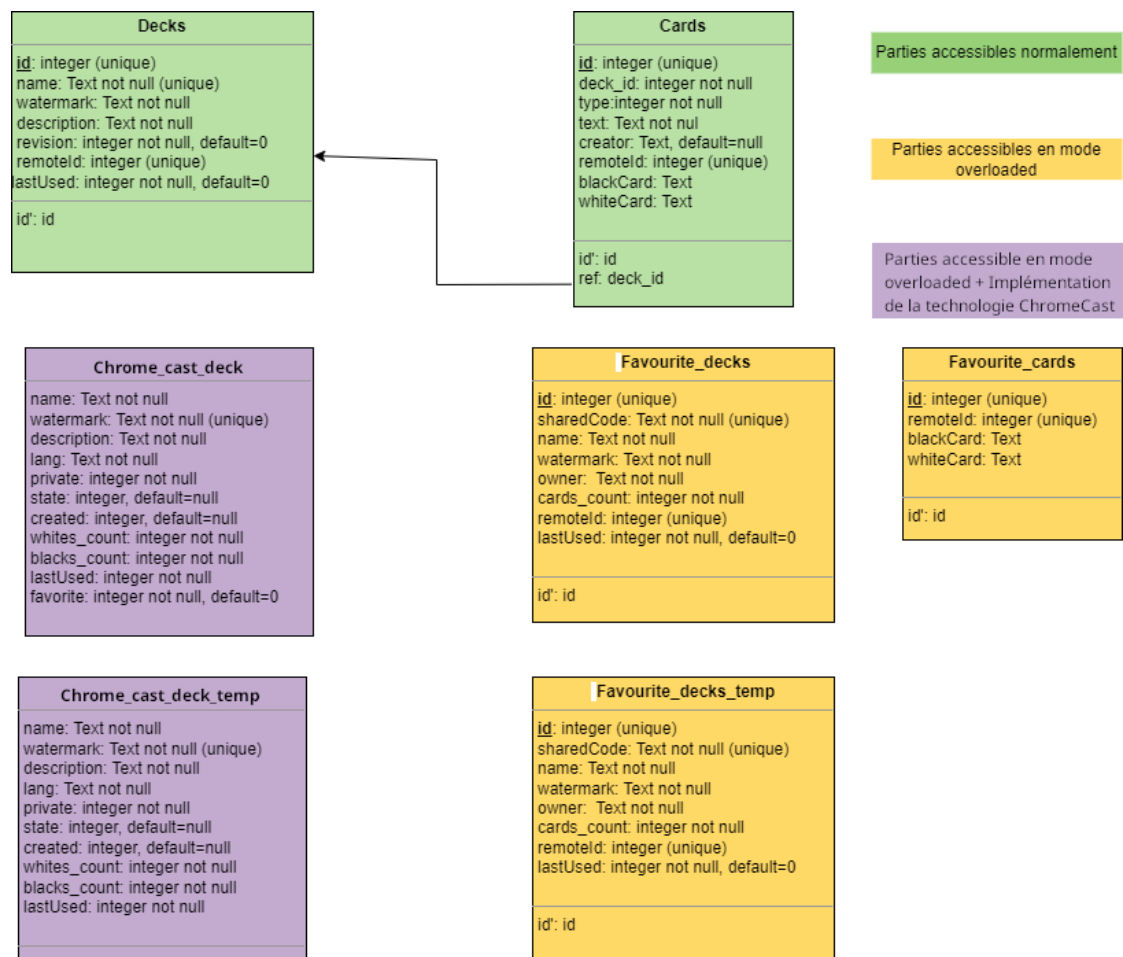 Decks
id: integer (unique)
name: Text not null (unique)
watermark: Text not null
description: Text not null
revision: integer not null, default=0
remoteId: integer (unique)
lastUsed: integer not null, default=0
id': id
Cards
id: integer (unique)
deck_id: integer not null
type:integer not null
text: Text not nul
creator: Text, default=null
remoteId: integer (unique)
blackCard: Text
whiteCard: Text
id': id
ref: deck_id
Parties accessibles normalement
Parties accessibles en mode
overloaded
Parties accessible en mode
overloaded + Implémentation
de la technologie ChromeCast
Chrome_cast_deck
name: Text not null
watermark: Text not null (unique)
description: Text not null
lang: Text not null
private: integer not null
state: integer, default=null
created: integer, default=null
whites_count: integer not null
blacks_count: integer not null
lastUsed: integer not null
favorite: integer not null, default=0
Favourite_decks
id: integer (unique)
sharedCode: Text not null (unique)
name: Text not null
watermark: Text not null
owner:  Text not null
cards_count: integer not null
remoteId: integer (unique)
lastUsed: integer not null, default=0
id': id
Favourite_cards
id: integer (unique)
remoteId: integer (unique)
blackCard: Text
whiteCard: Text
id': id
Chrome_cast_deck_temp
name: Text not null
watermark: Text not null (unique)
description: Text not null
lang: Text not null
private: integer not null
state: integer, default=null
created: integer, default=null
whites_count: integer not null
blacks_count: integer not null
lastUsed: integer not null
Favourite_decks_temp
id: integer (unique)
sharedCode: Text not null (unique)
name: Text not null
watermark: Text not null
owner:  Text not null
cards_count: integer not null
remoteId: integer (unique)
lastUsed: integer not null, default=0
id': id